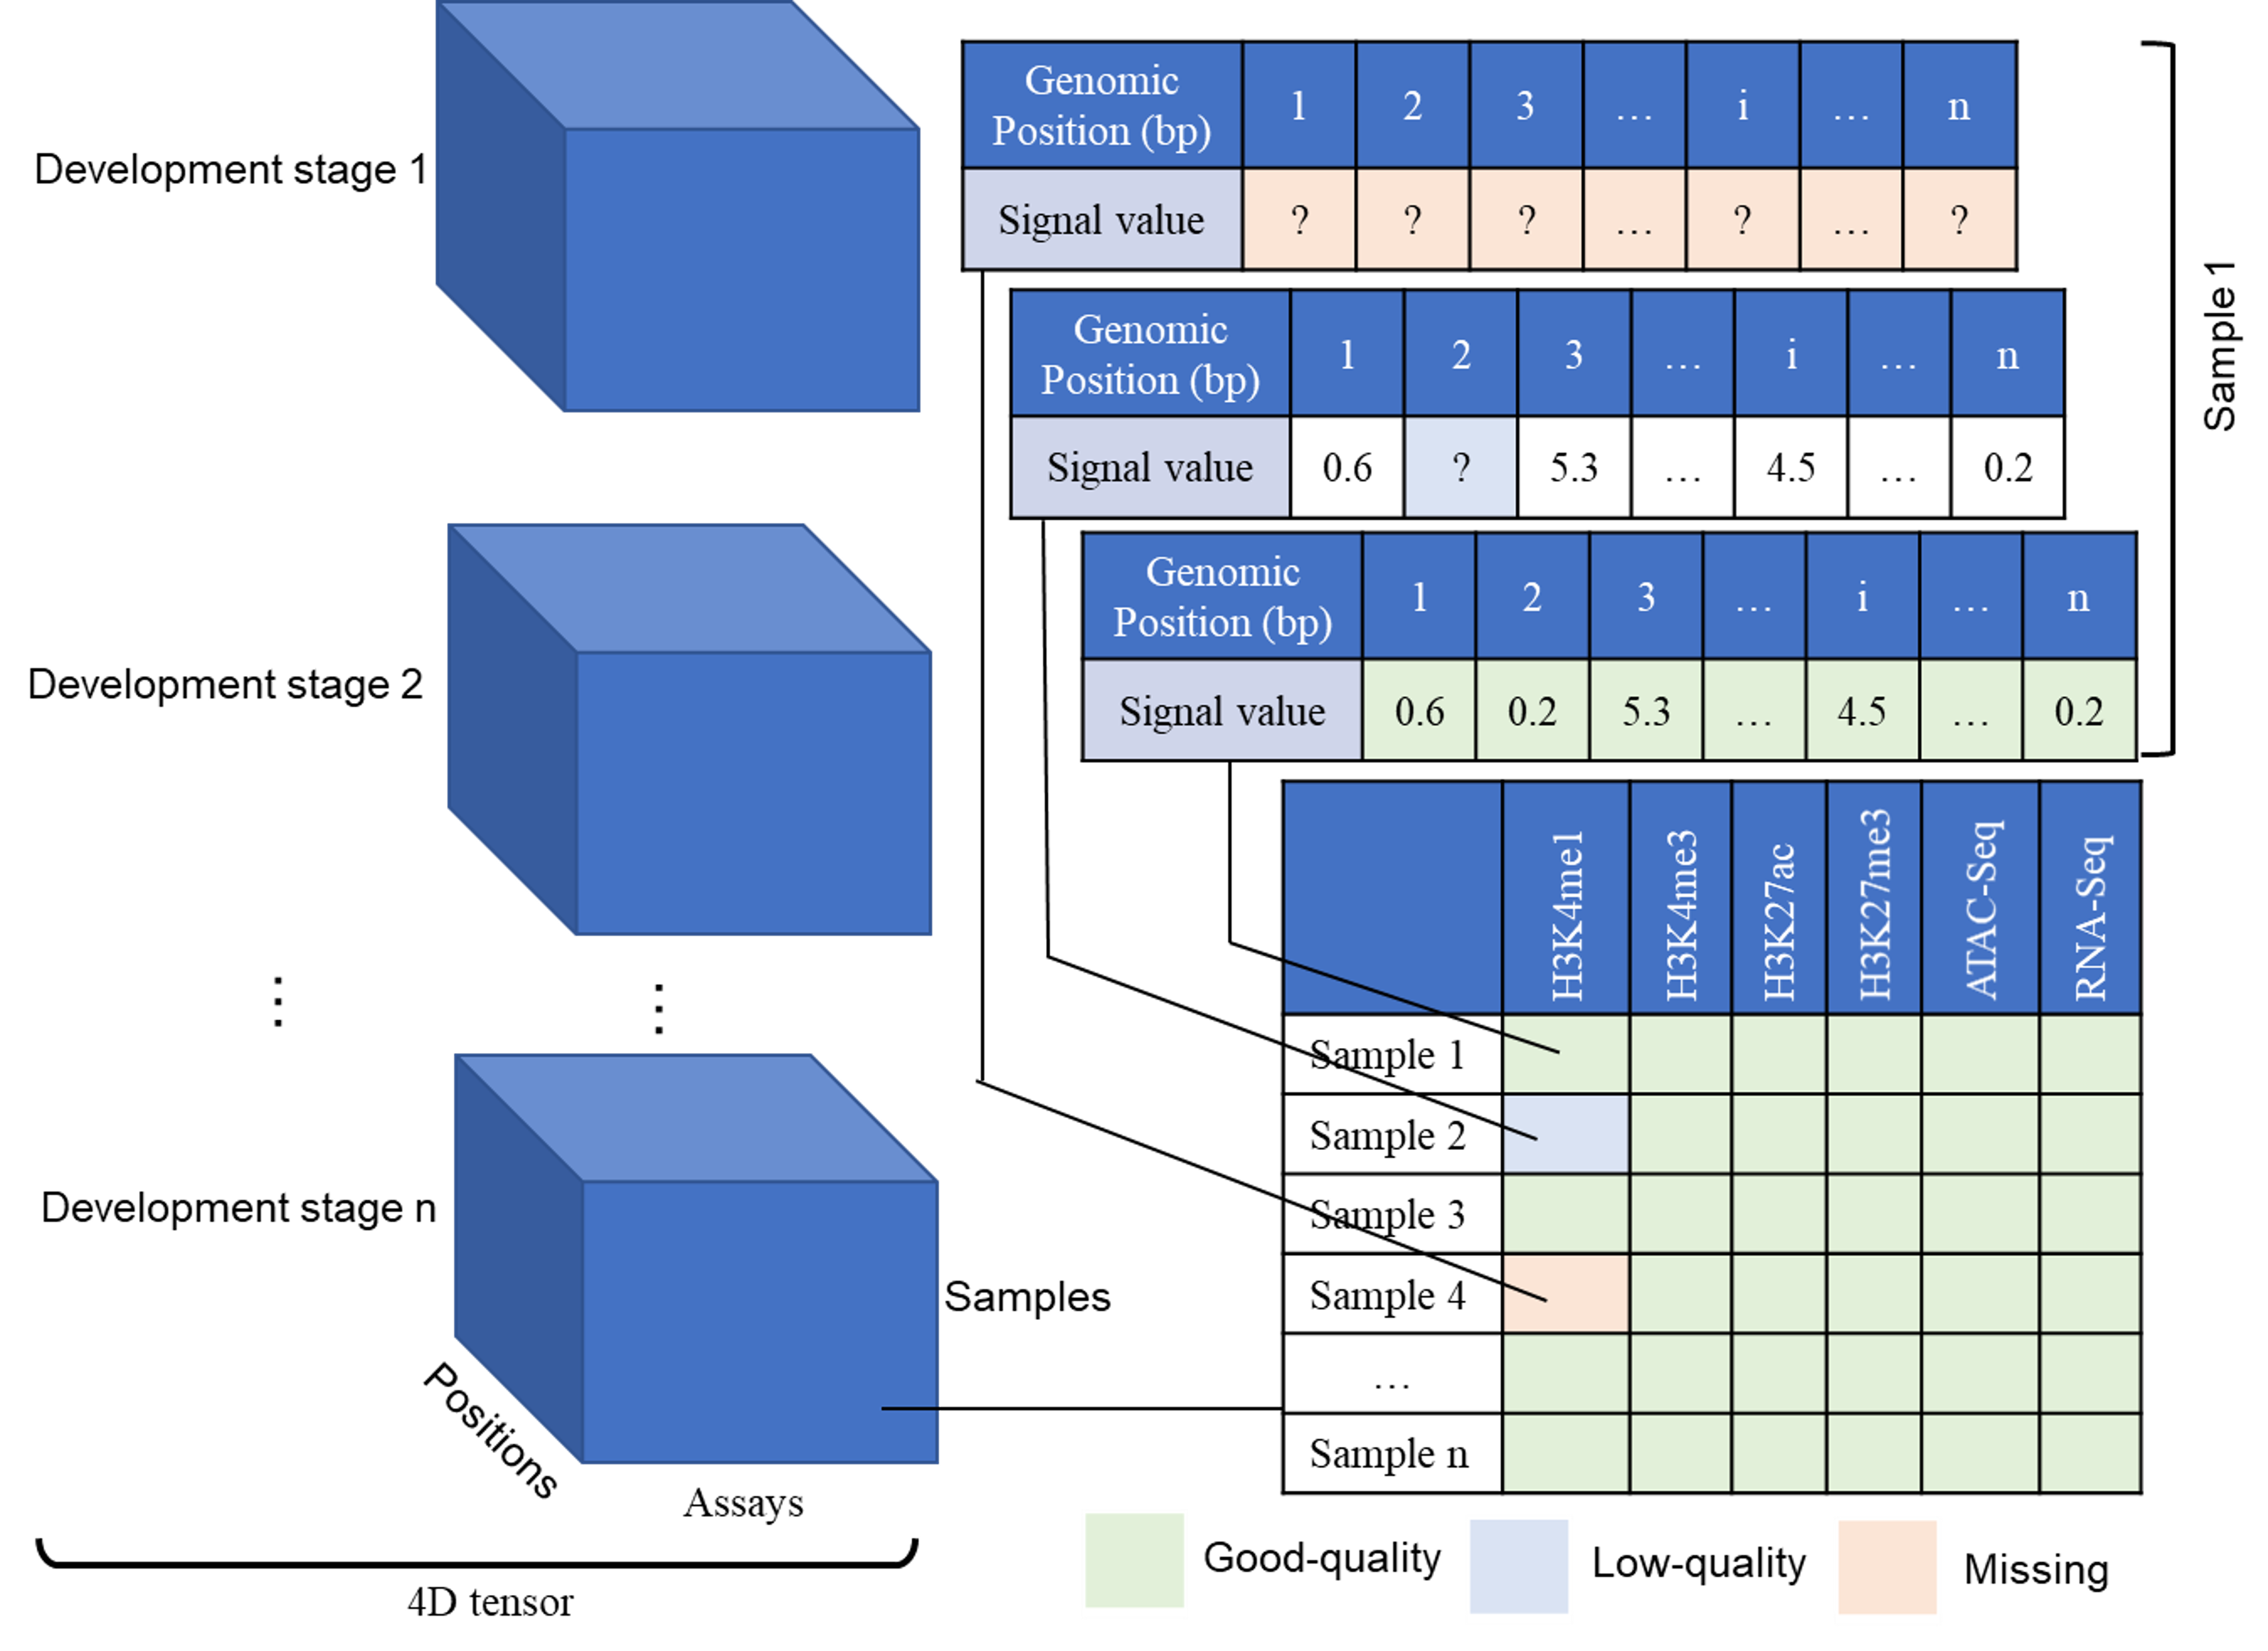 Development stage 1
Development stage 2
⋮ ⋮
Development stage n
Samples
Positions
Assays
4D tensor
Genomic
Position (bp) 1 2 3 … i … n
Signal value ? ? ? … ? … ?
Genomic
Position (bp) 1 2 3 … i … n
Signal value 0.6 ? 5.3 … 4.5 … 0.2
Genomic
Position (bp) 1 2 3 … i … n
Signal value 0.6 0.2 5.3 … 4.5 … 0.2
Sample 1
H3K4me1 H3K4me3 H3K27ac H3K27me3 ATAC-Seq RNA-Seq
Sample 1
Sample 2
Sample 3
Sample 4
…
Sample n
Good-quality Low-quality Missing